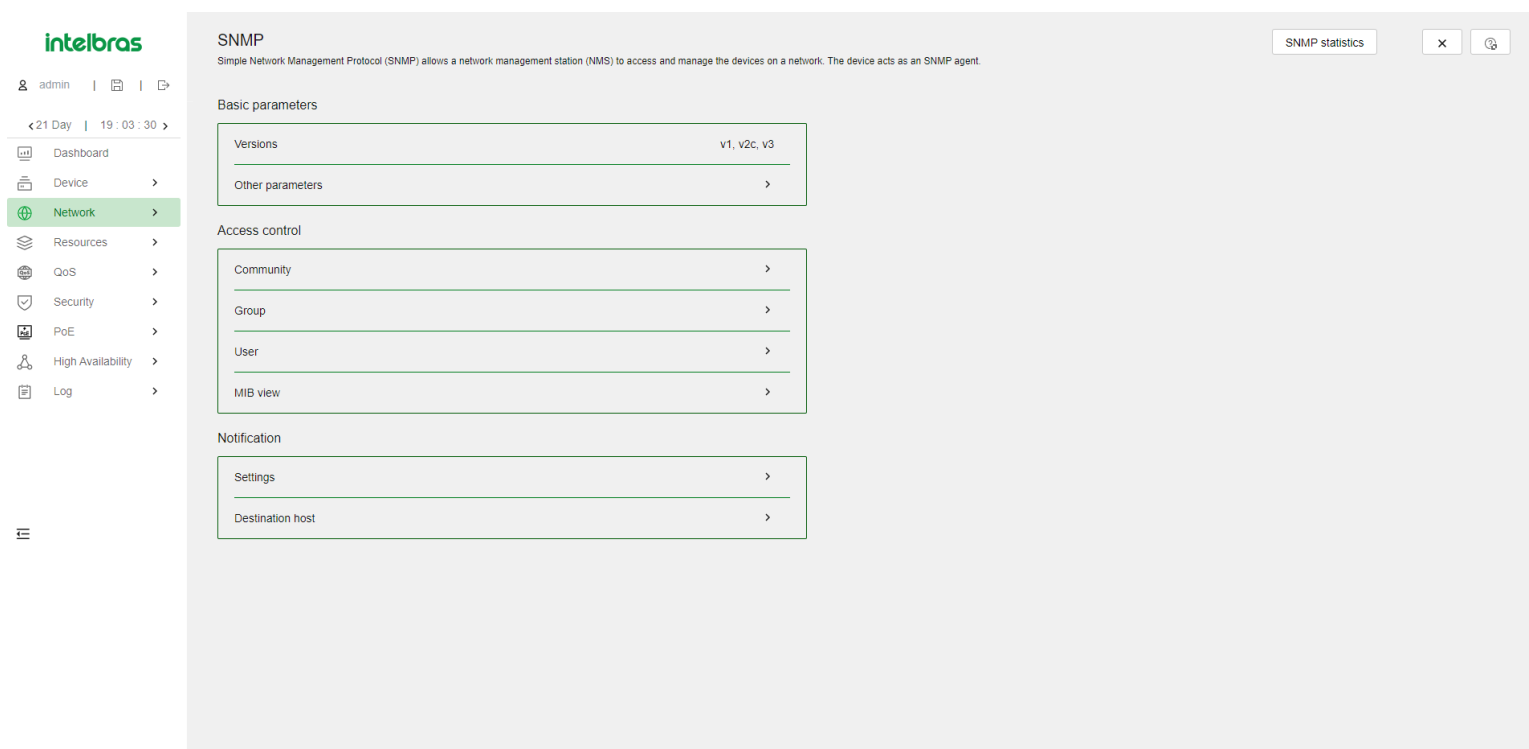 intelbras
admin | |
21 Day | 19 : 03 : 30
Dashboard
Device
Network
Resources
QoS
Security
PoE
High Availability
Log
SNMP
SNMP statistics
Simple Network Management Protocol (SNMP) allows a network management station (NMS) to access and manage the devices on a network. The device acts as an SNMP agent.
Basic parameters
Versions v1, v2c, v3
Other parameters
Access control
Community
Group
User
MIB view
Notification
Settings
Destination host